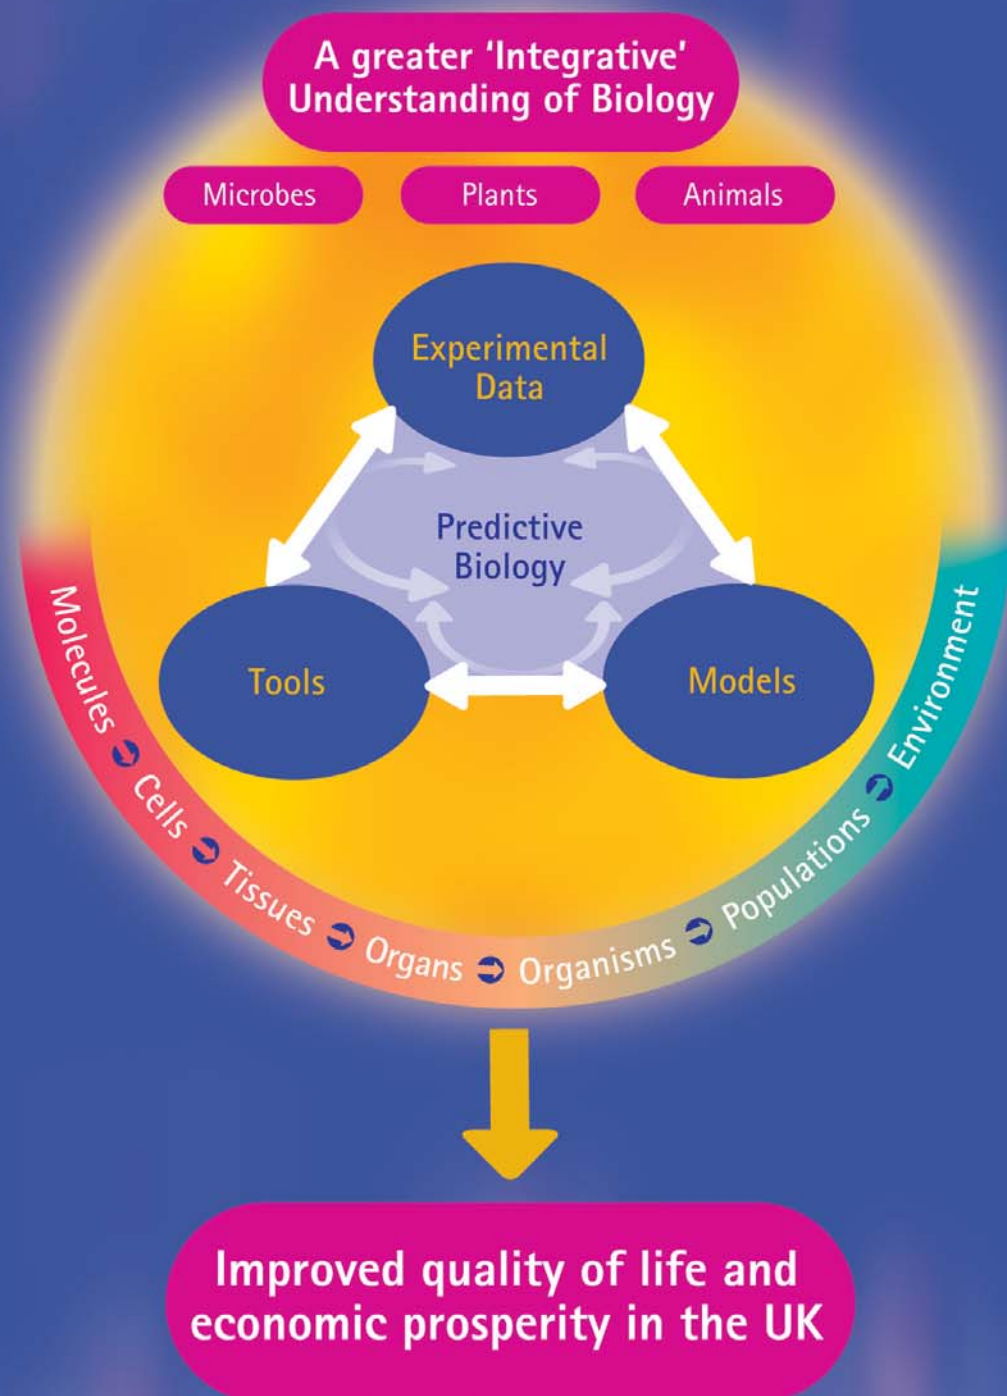 A greater ‘Integrative’
Understanding of Biology
Microbes
Plants
Animals
Experimental
Data
Predictive
Biology
Tools
Models
Molecules
Cells
Tissues
Organs
Organisms
Populations
Environment
Improved quality of life and
economic prosperity in the UK